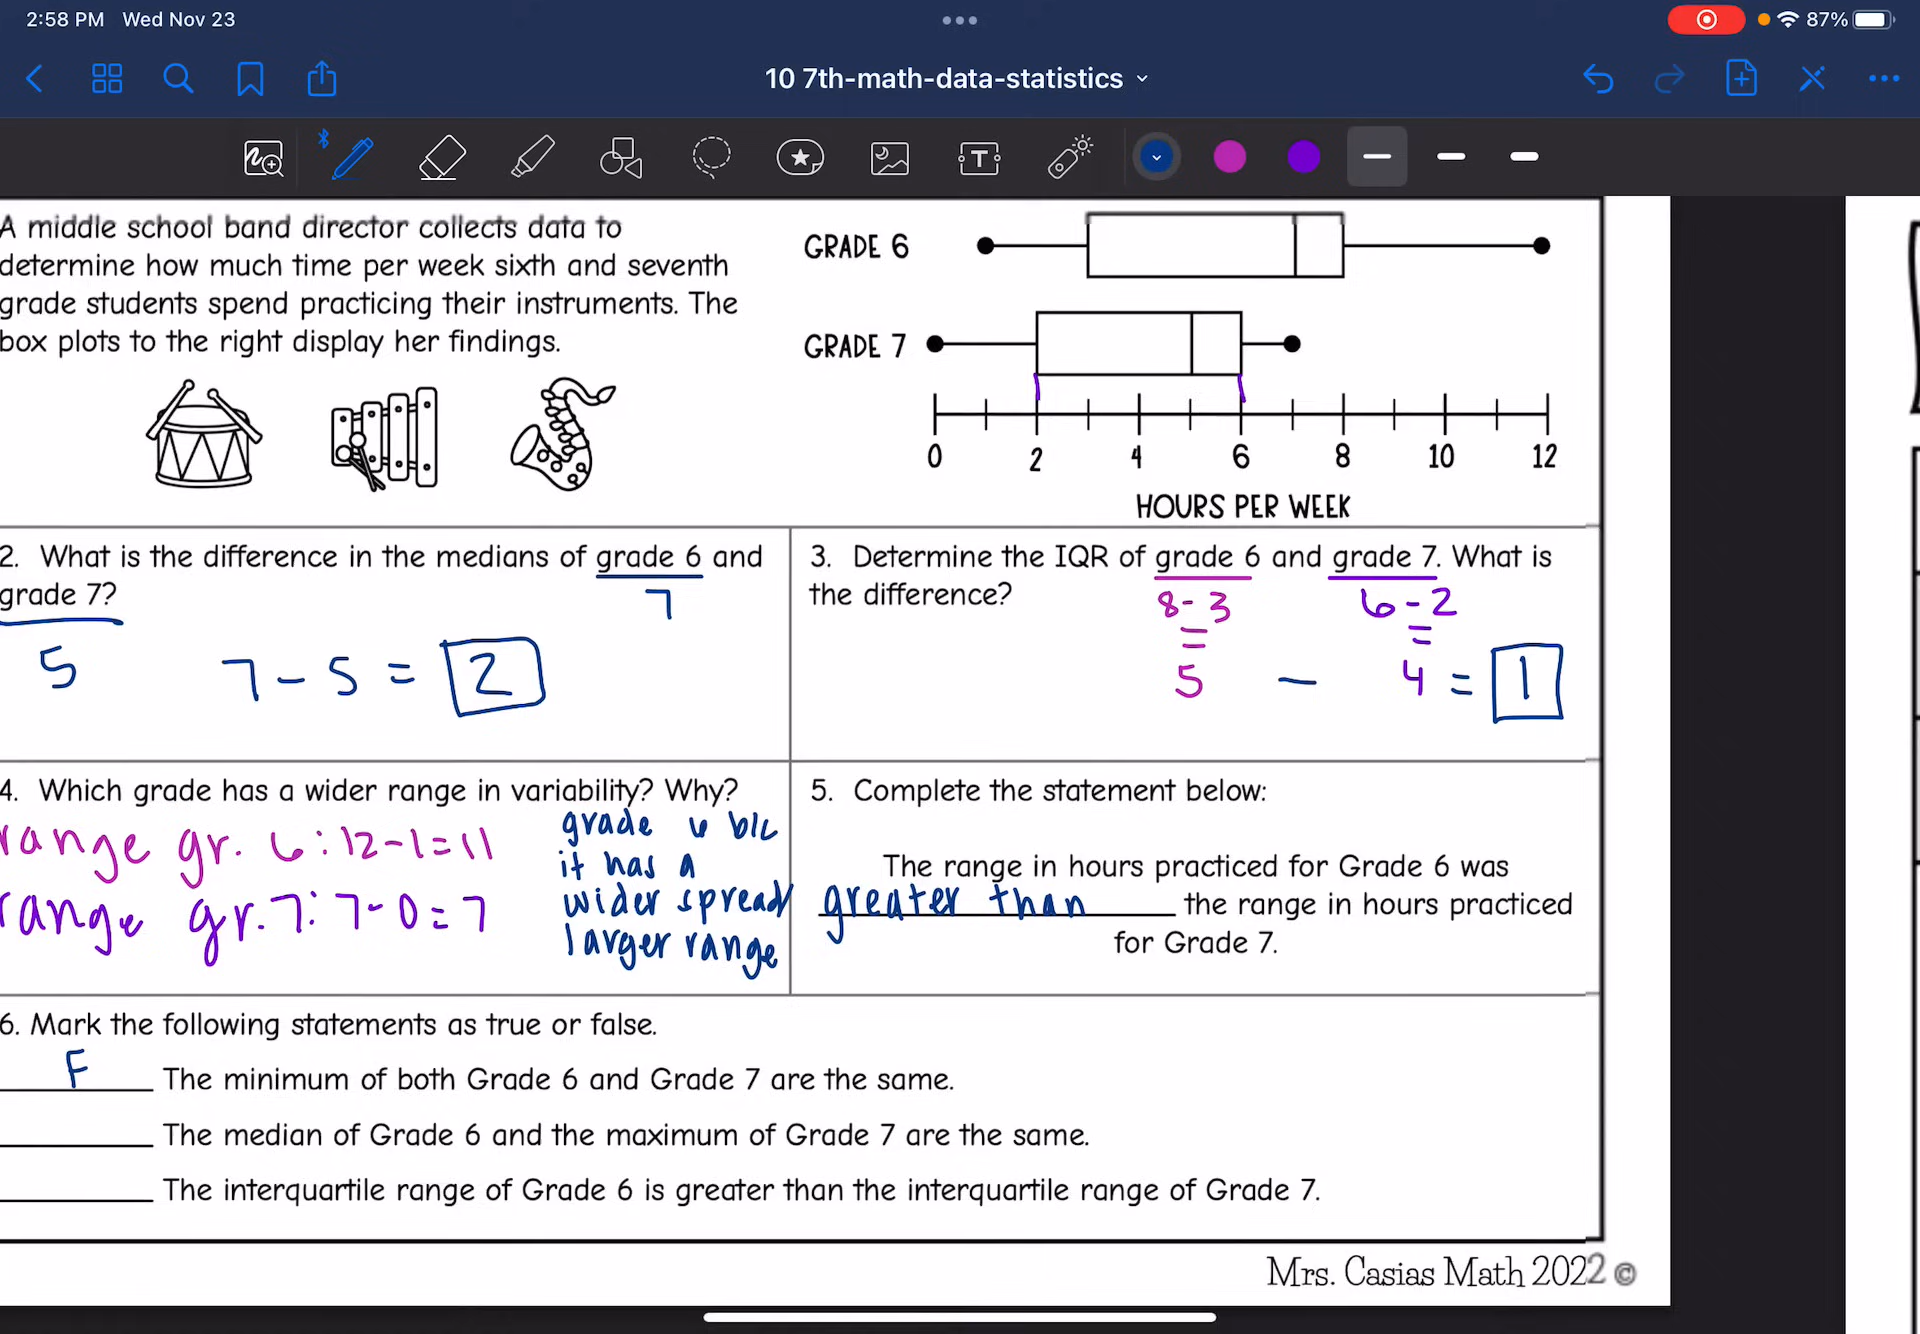 2:58 PM Wed Nov 23
87%
10 7th-math-data-statistics
T
A middle school band director collects data to
determine how much time per week sixth and seventh
grade students spend practicing their instruments. The
box plots to the right display her findings.
GRADE 6
GRADE 7
0 2 4 6 8 10 12
HOURS PER WEEK
2. What is the difference in the medians of grade 6 and
grade 7?
7
5 7 - 5 = 2
3. Determine the IQR of grade 6 and grade 7. What is
the difference?
8 - 3 6 - 2
= =
5 - 4 = 1
4. Which grade has a wider range in variability? Why?
range gr. 6: 12-1=11
range gr. 7: 7-0=7
grade 6 b/c
it has a
wider spread/
larger range
5. Complete the statement below:
The range in hours practiced for Grade 6 was
greater than the range in hours practiced
for Grade 7.
6. Mark the following statements as true or false.
F The minimum of both Grade 6 and Grade 7 are the same.
The median of Grade 6 and the maximum of Grade 7 are the same.
The interquartile range of Grade 6 is greater than the interquartile range of Grade 7.
Mrs. Casias Math 2022 ©